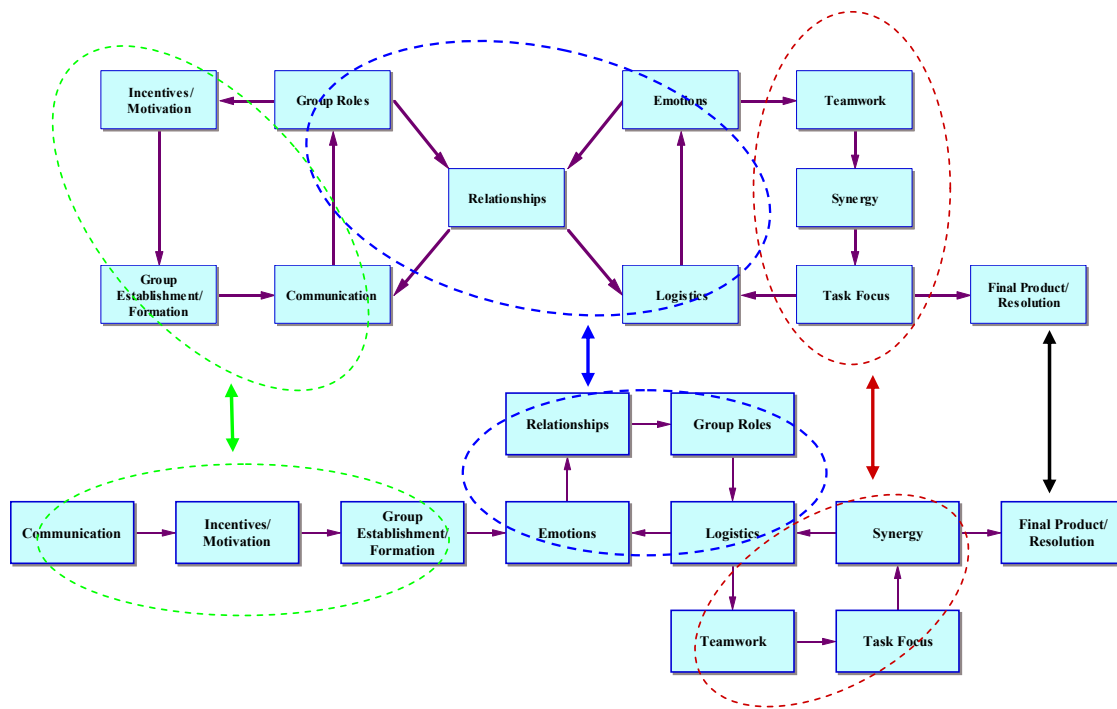 Incentives/
Motivation
Group Roles
Emotions
Teamwork
Relationships
Synergy
Group
Establishment/
Formation
Communication
Logistics
Task Focus
Final Product/
Resolution
Relationships
Group Roles
Communication
Incentives/
Motivation
Group
Establishment/
Formation
Emotions
Logistics
Synergy
Final Product/
Resolution
Teamwork
Task Focus